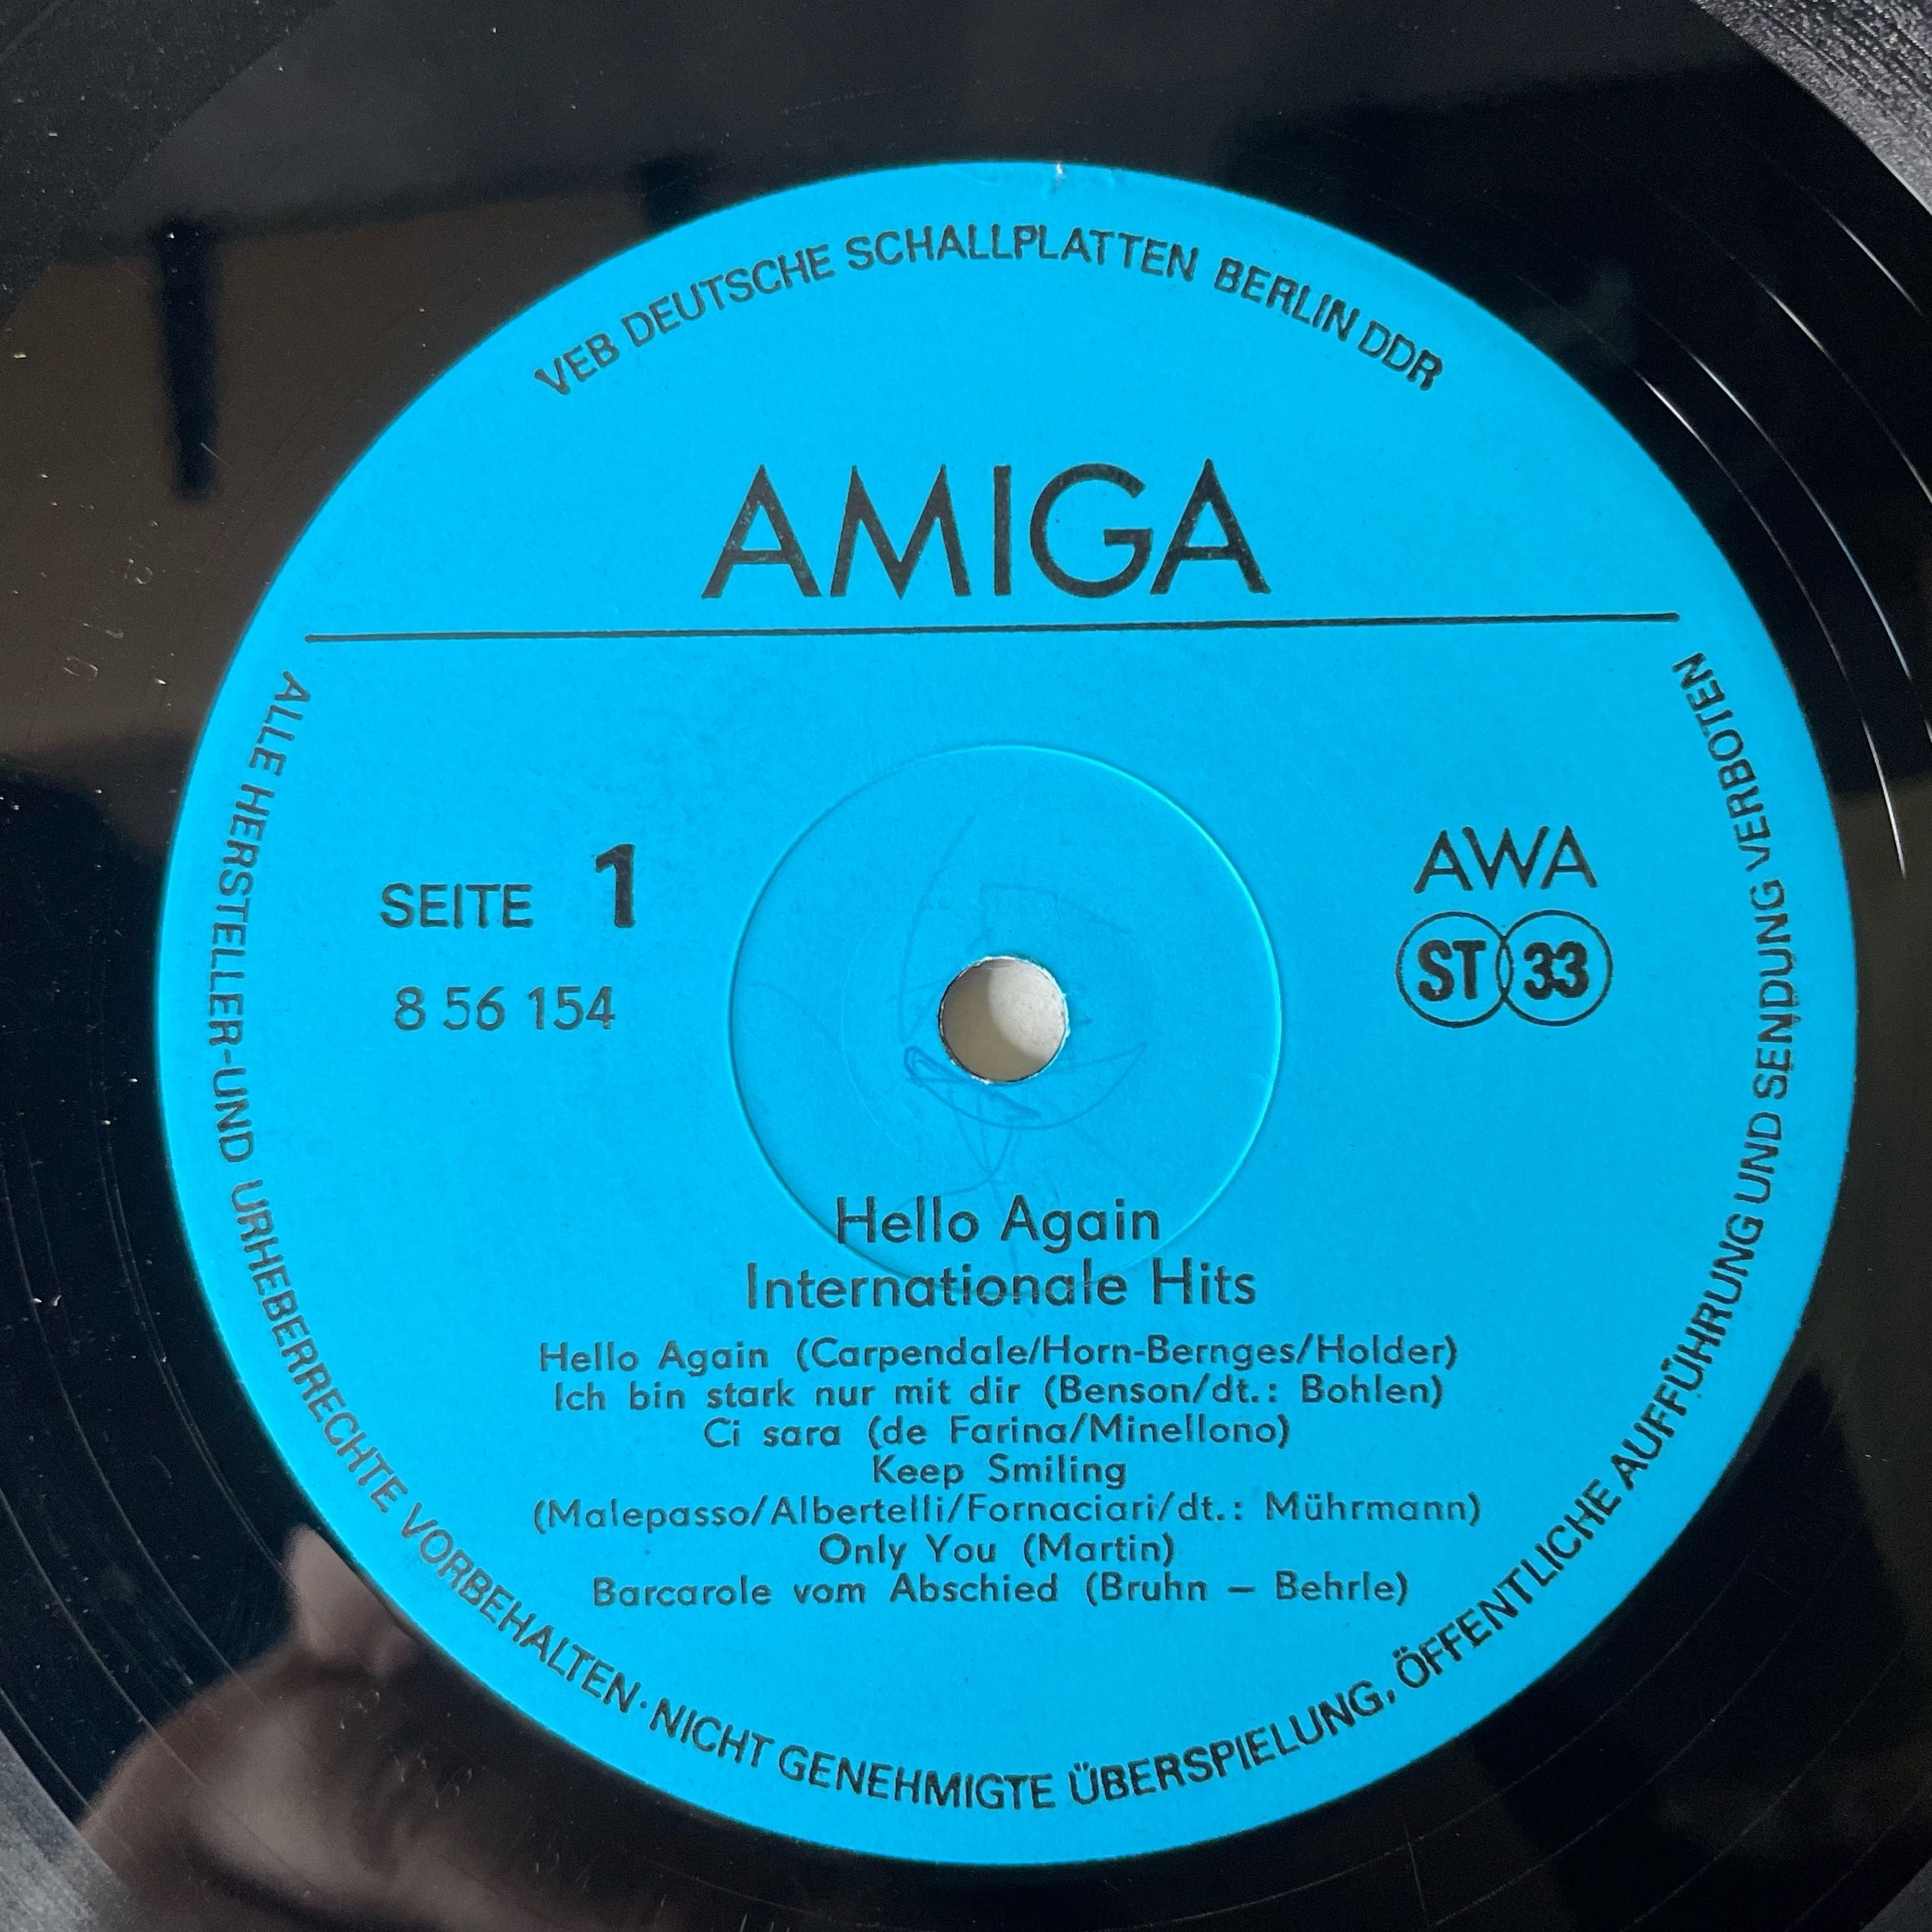 VEB DEUTSCHE SCHALLPLATTEN BERLIN DDR
AMIGA
SEITE 1
8 56 154
AWA
ST 33
Hello Again
Internationale Hits
Hello Again (Carpendale/Horn-Bernges/Holder)
Ich bin stark nur mit dir (Benson/dt.: Bohlen)
Ci sara (de Farina/Minellono)
Keep Smiling
(Malepasso/Albertelli/Fornaciari/dt.: Mührmann)
Only You (Martin)
Barcarole vom Abschied (Bruhn – Behrle)
ALLE HERSTELLER-UND URHEBERRECHTE VORBEHALTEN·NICHT GENEHMIGTE ÜBERSPIELUNG, ÖFFENTLICHE AUFFÜHRUNG UND SENDUNG VERBOTEN